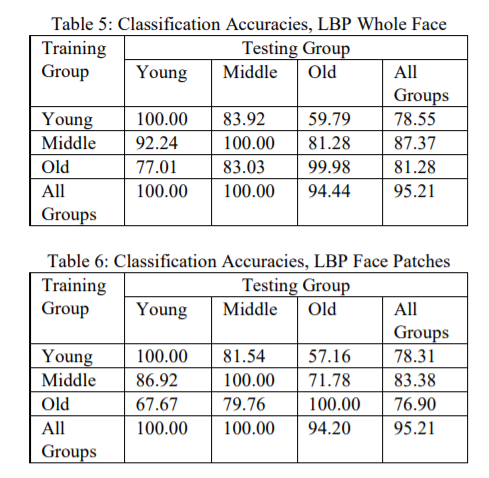 Table 5: Classification Accuracies, LBP Whole Face
Training Group Testing Group
Young Middle Old All Groups
Young 100.00 83.92 59.79 78.55
Middle 92.24 100.00 81.28 87.37
Old 77.01 83.03 99.98 81.28
All Groups 100.00 100.00 94.44 95.21
Table 6: Classification Accuracies, LBP Face Patches
Training Group Testing Group
Young Middle Old All Groups
Young 100.00 81.54 57.16 78.31
Middle 86.92 100.00 71.78 83.38
Old 67.67 79.76 100.00 76.90
All Groups 100.00 100.00 94.20 95.21